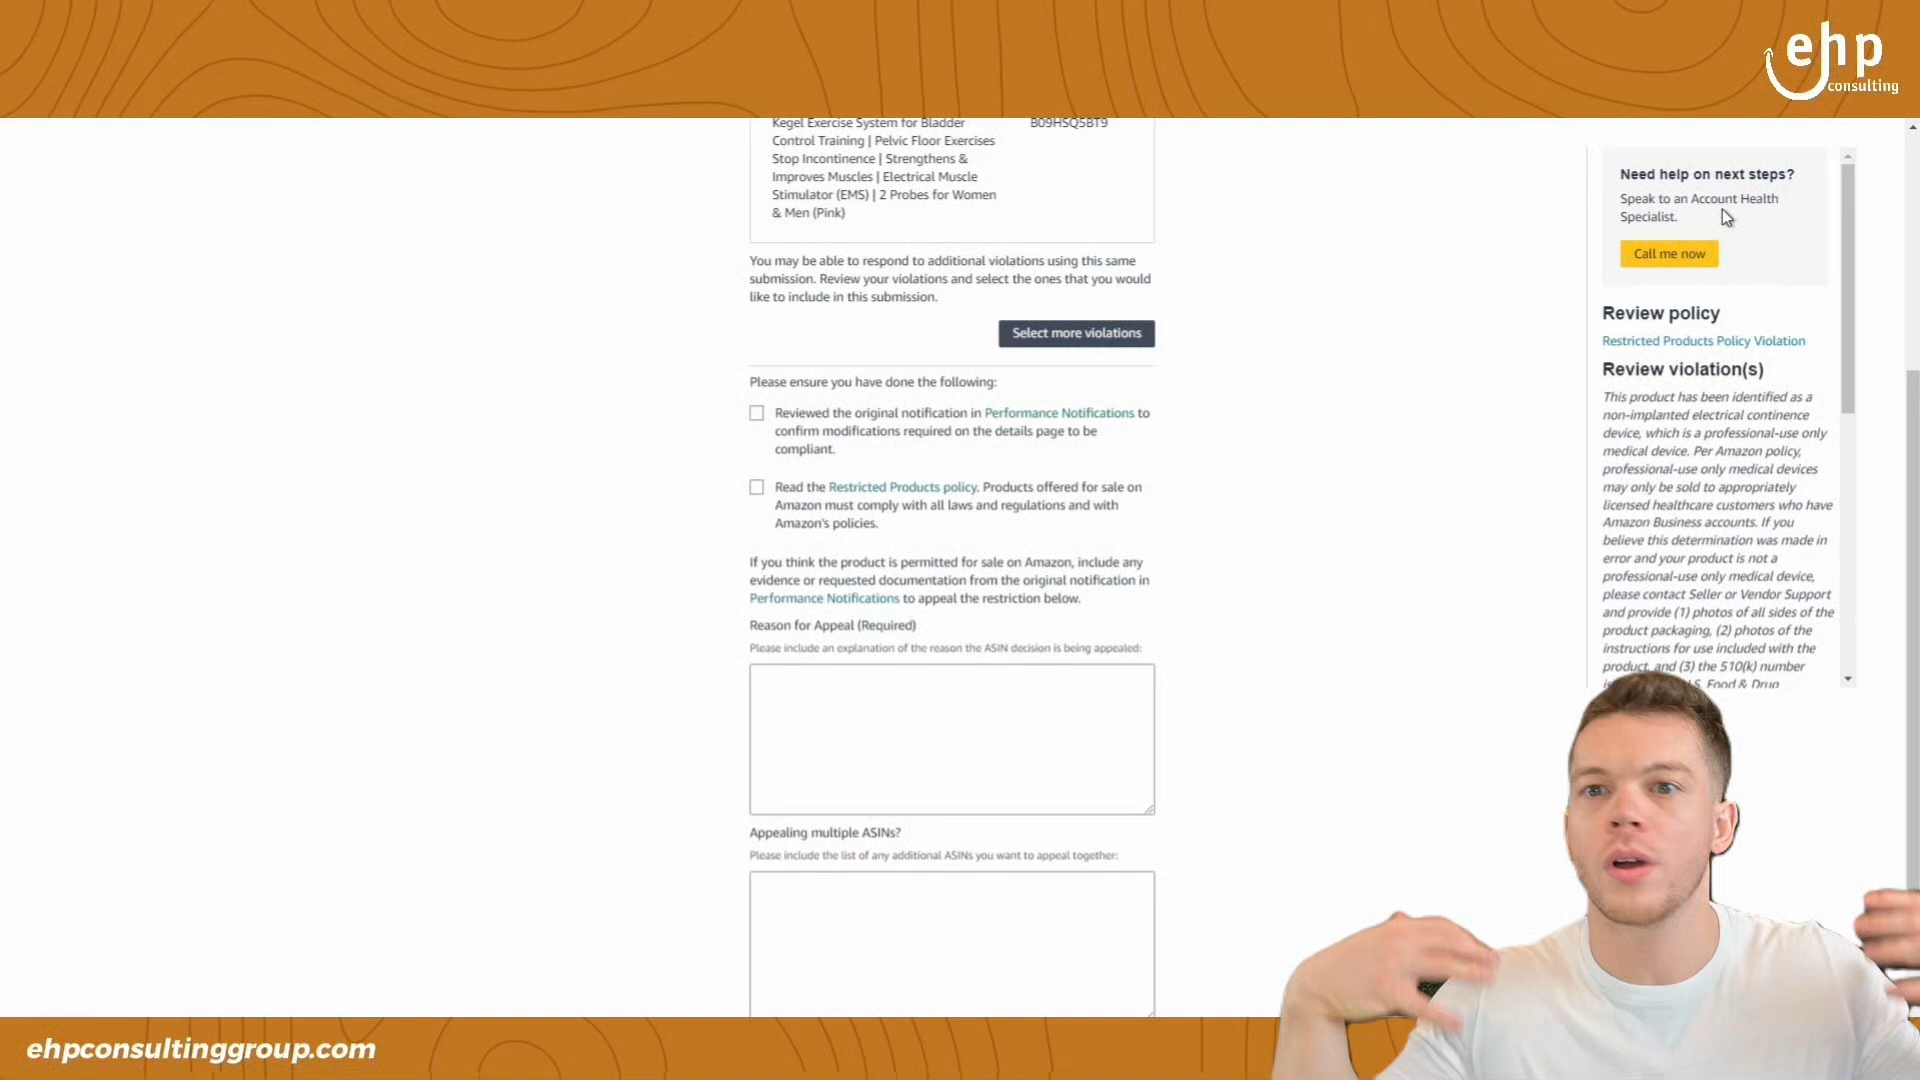 ehp
consulting
Kegel Exercise System for Bladder
Control Training | Pelvic Floor Exercises
Stop Incontinence | Strengthens &
Improves Muscles | Electrical Muscle
Stimulator (EMS) | 2 Probes for Women
& Men (Pink)
B09HSQ5BT9
You may be able to respond to additional violations using this same
submission. Review your violations and select the ones that you would
like to include in this submission.
Select more violations
Please ensure you have done the following:
Reviewed the original notification in Performance Notifications to
confirm modifications required on the details page to be
compliant.
Read the Restricted Products policy. Products offered for sale on
Amazon must comply with all laws and regulations and with
Amazon's policies.
If you think the product is permitted for sale on Amazon, include any
evidence or requested documentation from the original notification in
Performance Notifications to appeal the restriction below.
Reason for Appeal (Required)
Please include an explanation of the reason the ASIN decision is being appealed:
Appealing multiple ASINs?
Please include the list of any additional ASINs you want to appeal together:
Need help on next steps?
Speak to an Account Health
Specialist.
Call me now
Review policy
Restricted Products Policy Violation
Review violation(s)
This product has been identified as a
non-implanted electrical continence
device, which is a professional-use only
medical device. Per Amazon policy,
professional-use only medical devices
may only be sold to appropriately
licensed healthcare customers who have
Amazon Business accounts. If you
believe this determination was made in
error and your product is not a
professional-use only medical device,
please contact Seller or Vendor Support
and provide (1) photos of all sides of the
product packaging, (2) photos of the
instructions for use included with the
product, and (3) the 510(k) number
Food & Drug
ehpconsultinggroup.com